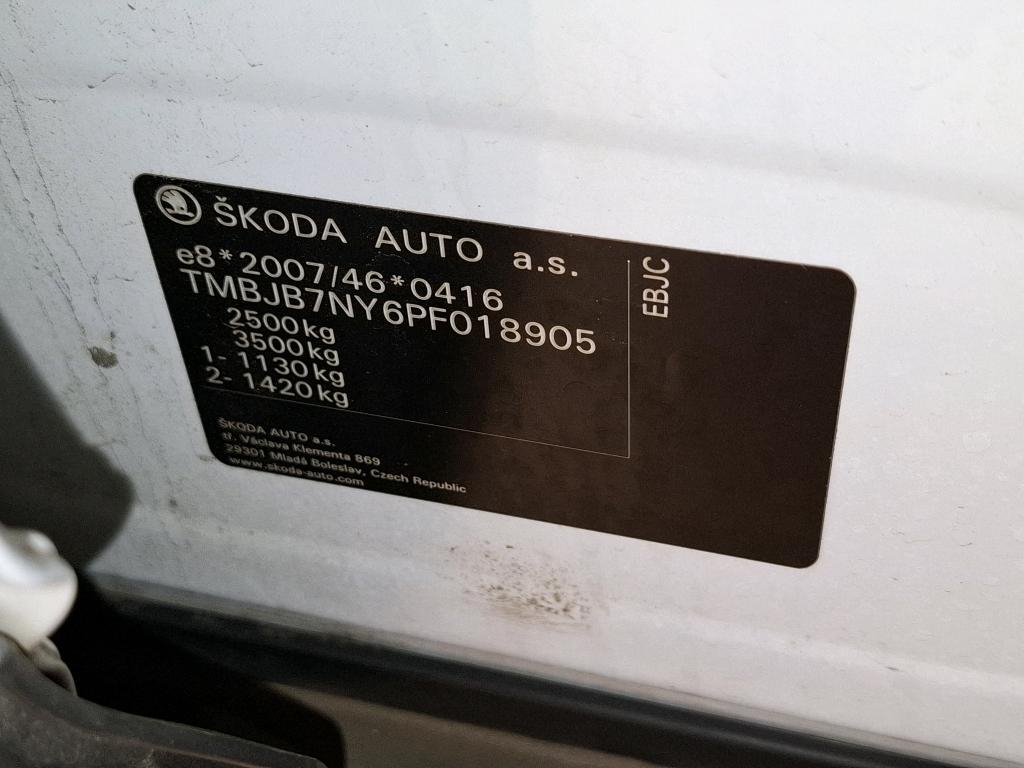 ŠKODA AUTO a.s.
e8*2007/46*0416
TMBJB7NY6PF018905
2500kg
3500kg
1- 1130kg
2- 1420kg
EBJC
ŠKODA AUTO a.s.
tř. Václava Klementa 869
29301 Mladá Boleslav, Czech Republic
www.skoda-auto.com